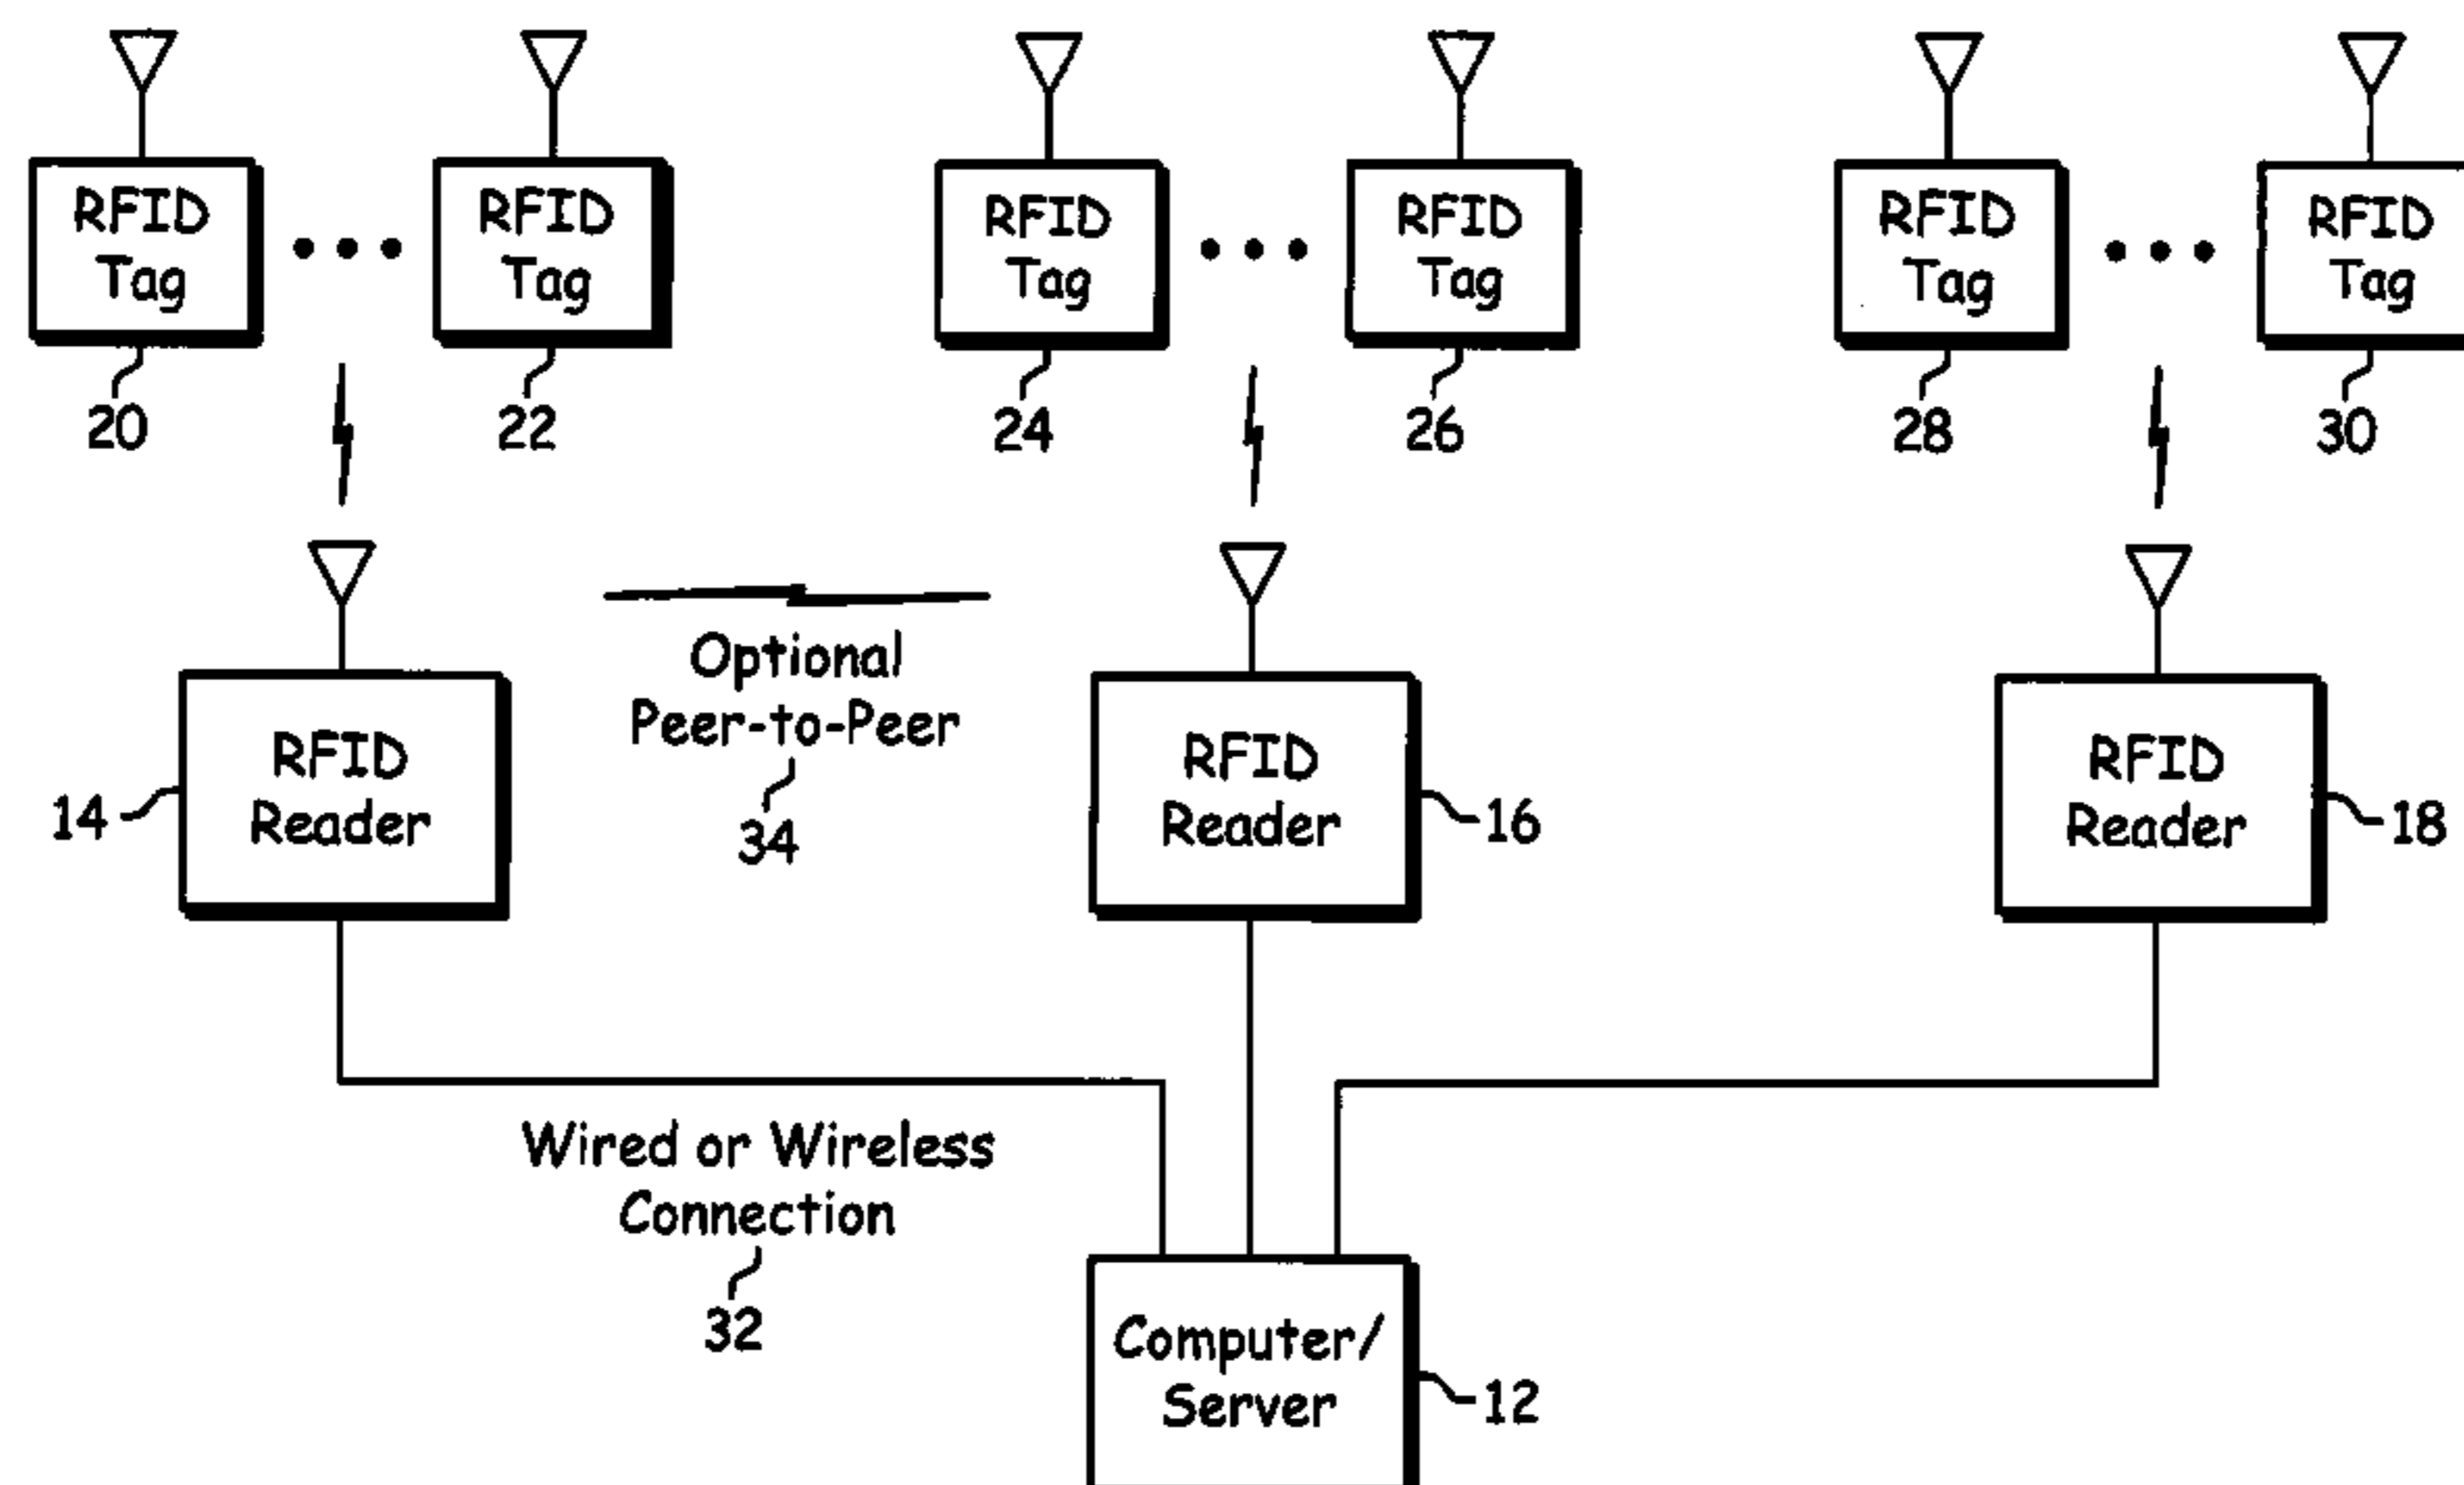 RFID
Tag
RFID
Tag
RFID
Tag
RFID
Tag
RFID
Tag
RFID
Tag
20
22
24
26
28
30
Optional
Peer-to-Peer
34
14
RFID
Reader
RFID
Reader
16
RFID
Reader
18
Wired or Wireless
Connection
32
Computer/
Server
12